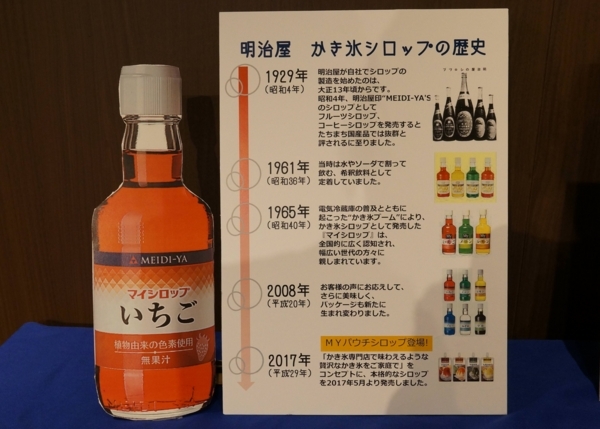 明治屋 かき氷シロップの歴史
1929年
(昭和4年)
明治屋が自社でシロップの
製造を始めたのは、
大正13年頃からです。
昭和4年、明治屋印“MEIDI-YA'S”
のシロップとして
フルーツシロップ、
コーヒーシロップを発売すると
たちまち国産品では抜群と
評されるに至りました。
1961年
(昭和36年)
当時は水やソーダで割って
飲む、希釈飲料として
定着していました。
1965年
(昭和40年)
電気冷蔵庫の普及とともに
起こった“かき氷ブーム”により、
かき氷シロップとして発売した
『マイシロップ』は、
全国的に広く認知され、
幅広い世代の方々に
親しまれています。
2008年
(平成20年)
お客様の声にお応えして、
さらに美味しく、
パッケージも新たに
生まれ変わりました。
MYパウチシロップ登場!
2017年
(平成29年)
「かき氷専門店で味わえるような
贅沢なかき氷をご家庭で」を
コンセプトに、本格的なシロップ
を2017年5月より発売しました。
MEIDI-YA
マイシロップ
いちご
植物由来の色素使用
無果汁